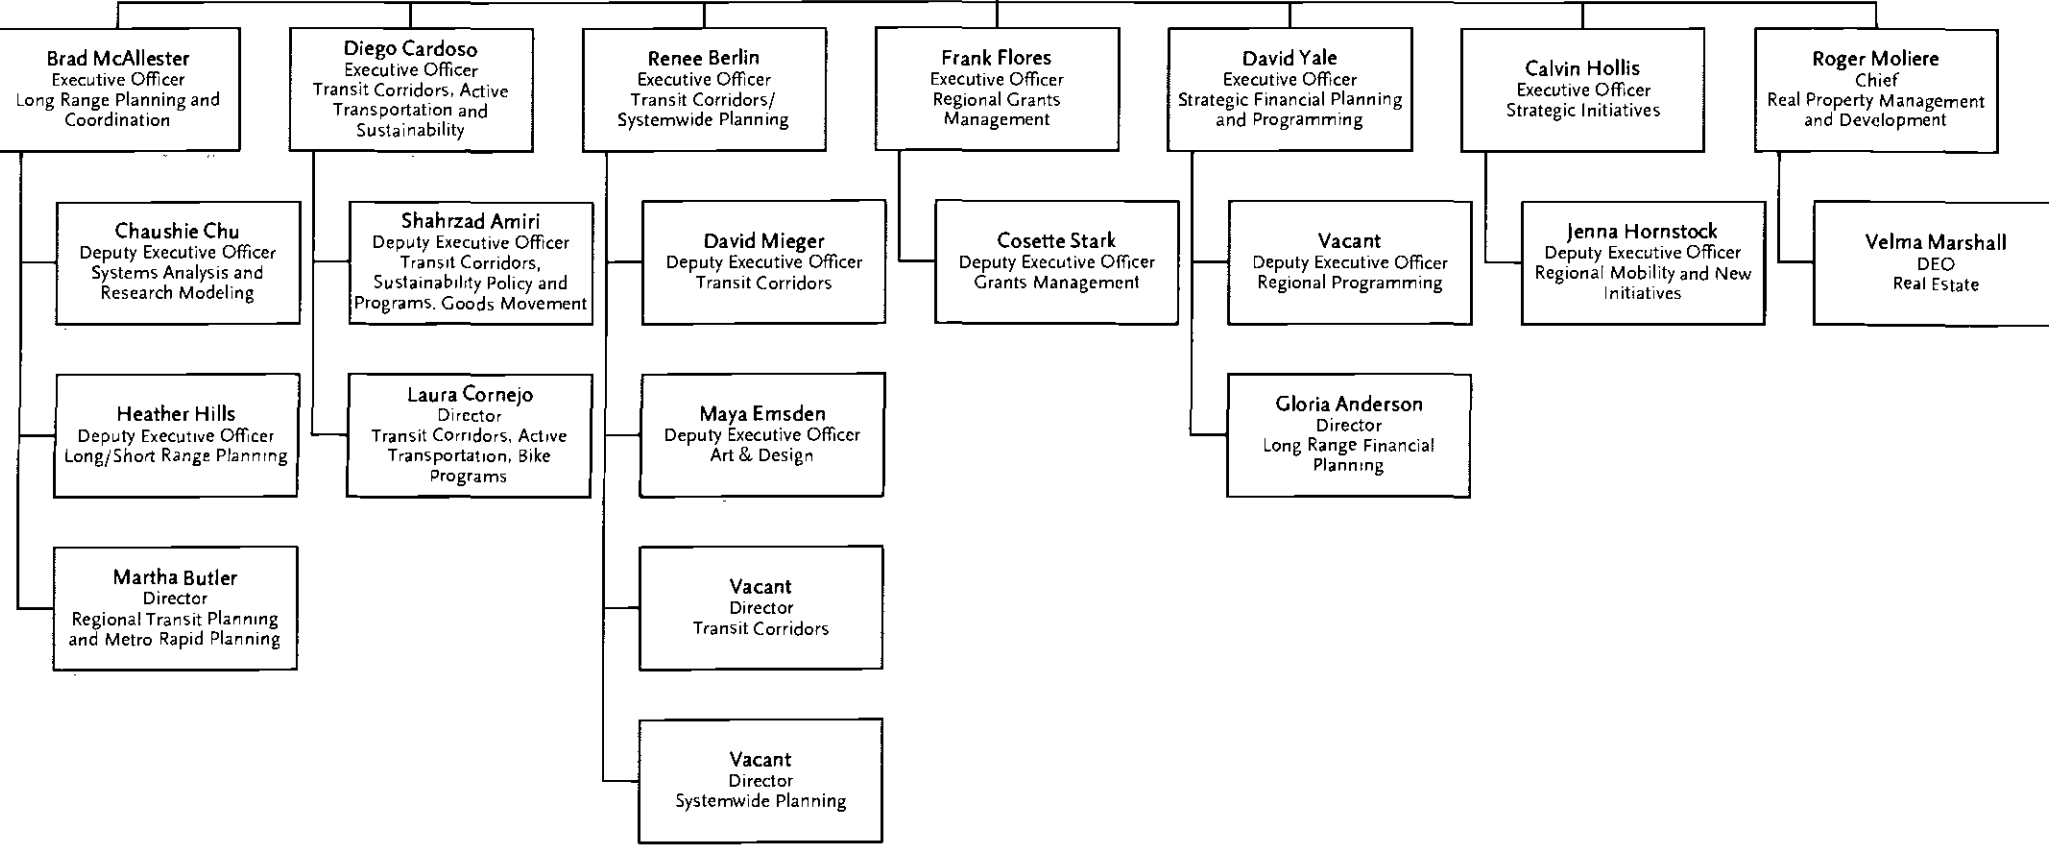 Brad McAllester
Executive Officer
Long Range Planning and
Coordination
Diego Cardoso
Executive Officer
Transit Corridors, Active
Transportation and
Sustainability
Renee Berlin
Executive Officer
Transit Corridors/
Systemwide Planning
Frank Flores
Executive Officer
Regional Grants
Management
David Yale
Executive Officer
Strategic Financial Planning
and Programming
Calvin Hollis
Executive Officer
Strategic Initiatives
Roger Moliere
Chief
Real Property Management
and Development
Chaushie Chu
Deputy Executive Officer
Systems Analysis and
Research Modeling
Shahrzad Amiri
Deputy Executive Officer
Transit Corridors,
Sustainability Policy and
Programs, Goods Movement
David Mieger
Deputy Executive Officer
Transit Corridors
Cosette Stark
Deputy Executive Officer
Grants Management
Vacant
Deputy Executive Officer
Regional Programming
Jenna Hornstock
Deputy Executive Officer
Regional Mobility and New
Initiatives
Velma Marshall
DEO
Real Estate
Heather Hills
Deputy Executive Officer
Long/Short Range Planning
Laura Cornejo
Director
Transit Corridors, Active
Transportation, Bike
Programs
Maya Emsden
Deputy Executive Officer
Art & Design
Gloria Anderson
Director
Long Range Financial
Planning
Martha Butler
Director
Regional Transit Planning
and Metro Rapid Planning
Vacant
Director
Transit Corridors
Vacant
Director
Systemwide Planning